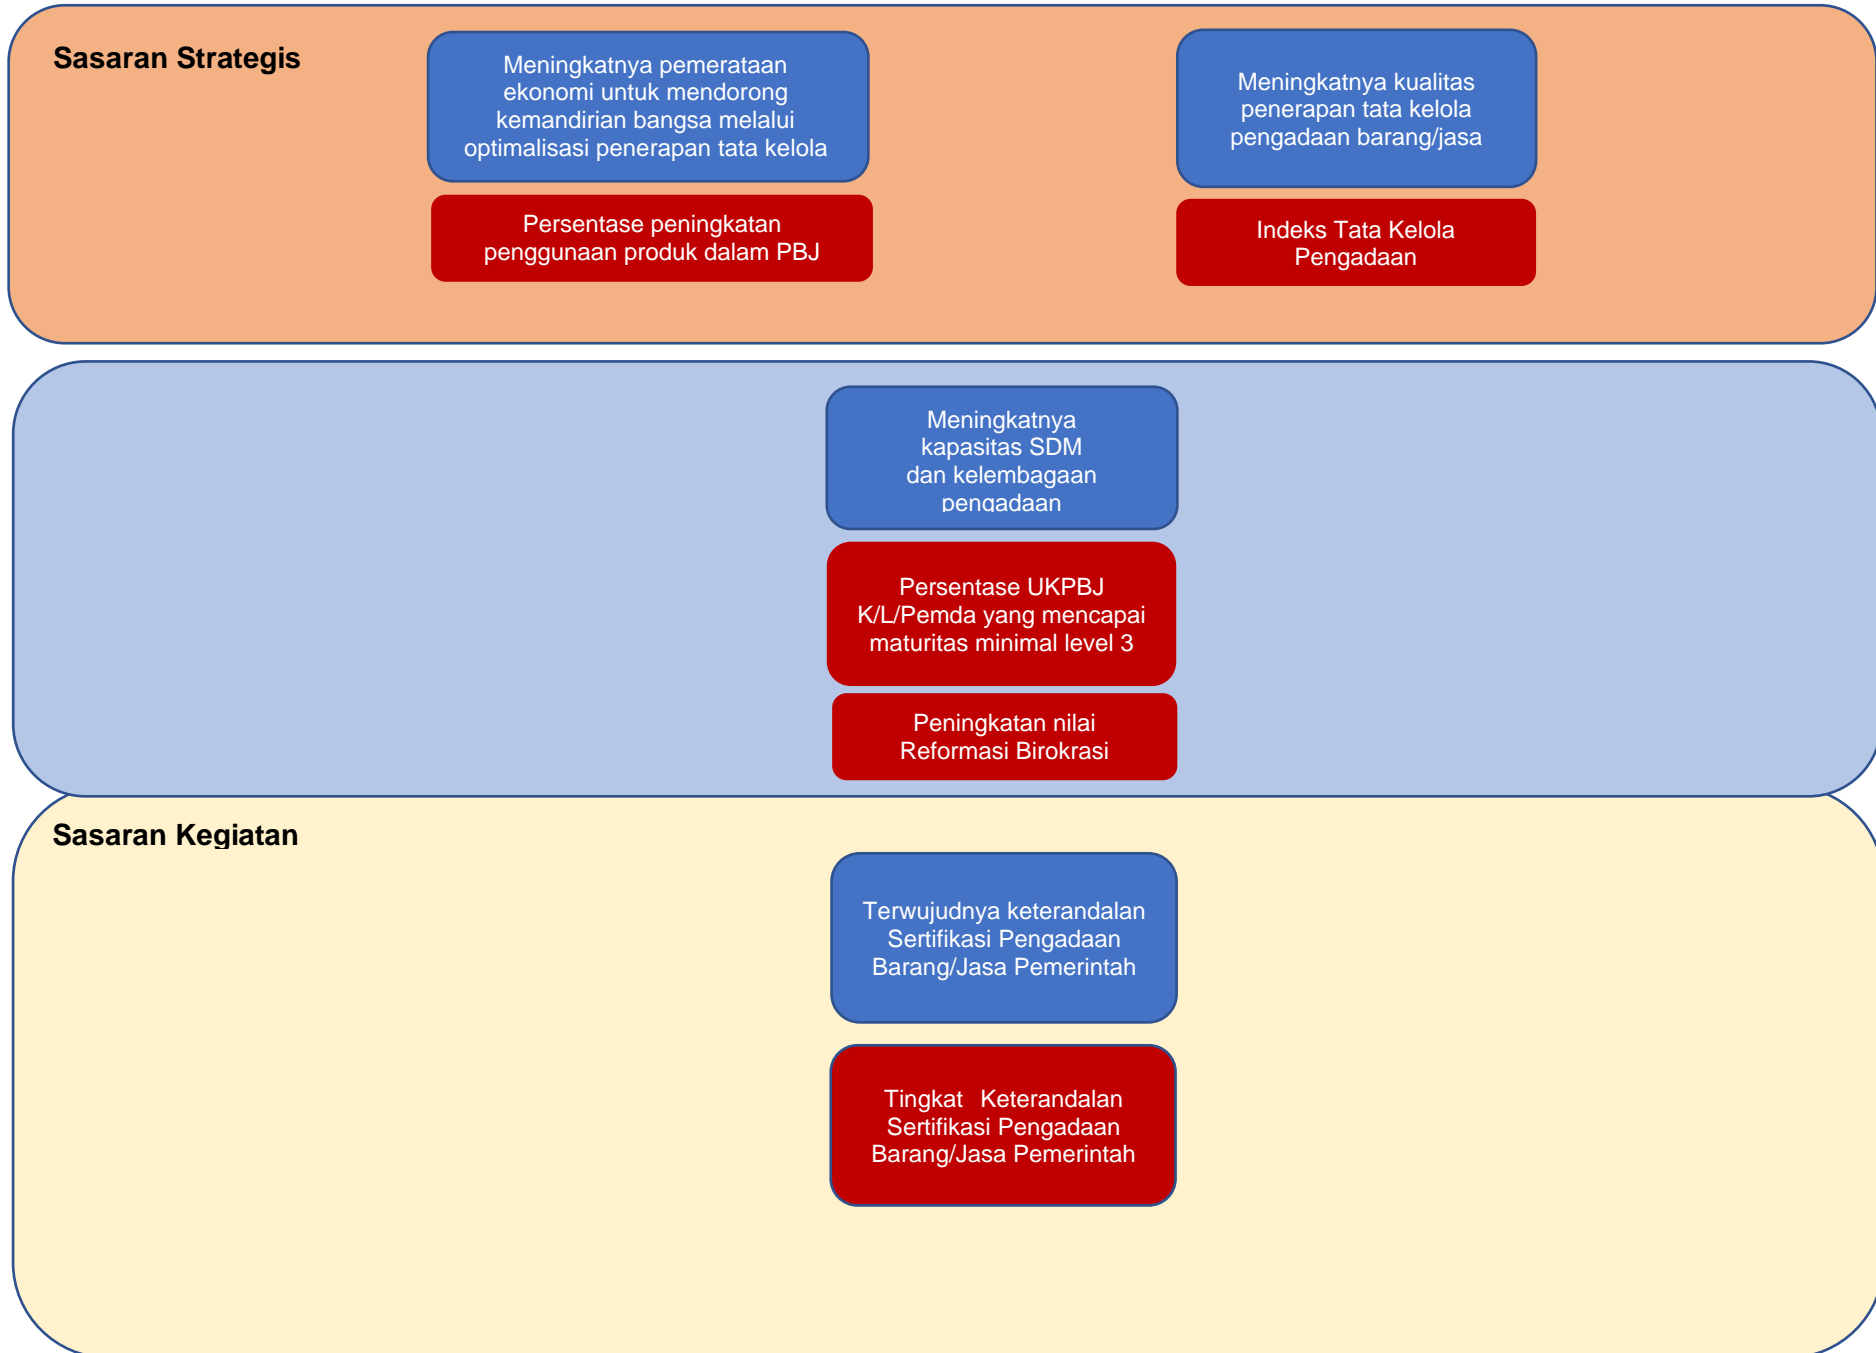 Sasaran Strategis
Meningkatnya pemerataan
ekonomi untuk mendorong
kemandirian bangsa melalui
optimalisasi penerapan tata kelola
Persentase peningkatan
penggunaan produk dalam PBJ
Meningkatnya kualitas
penerapan tata kelola
pengadaan barang/jasa
Indeks Tata Kelola
Pengadaan
Meningkatnya
kapasitas SDM
dan kelembagaan
pengadaan
Persentase UKPBJ
K/L/Pemda yang mencapai
maturitas minimal level 3
Peningkatan nilai
Reformasi Birokrasi
Sasaran Kegiatan
Terwujudnya keterandalan
Sertifikasi Pengadaan
Barang/Jasa Pemerintah
Tingkat Keterandalan
Sertifikasi Pengadaan
Barang/Jasa Pemerintah